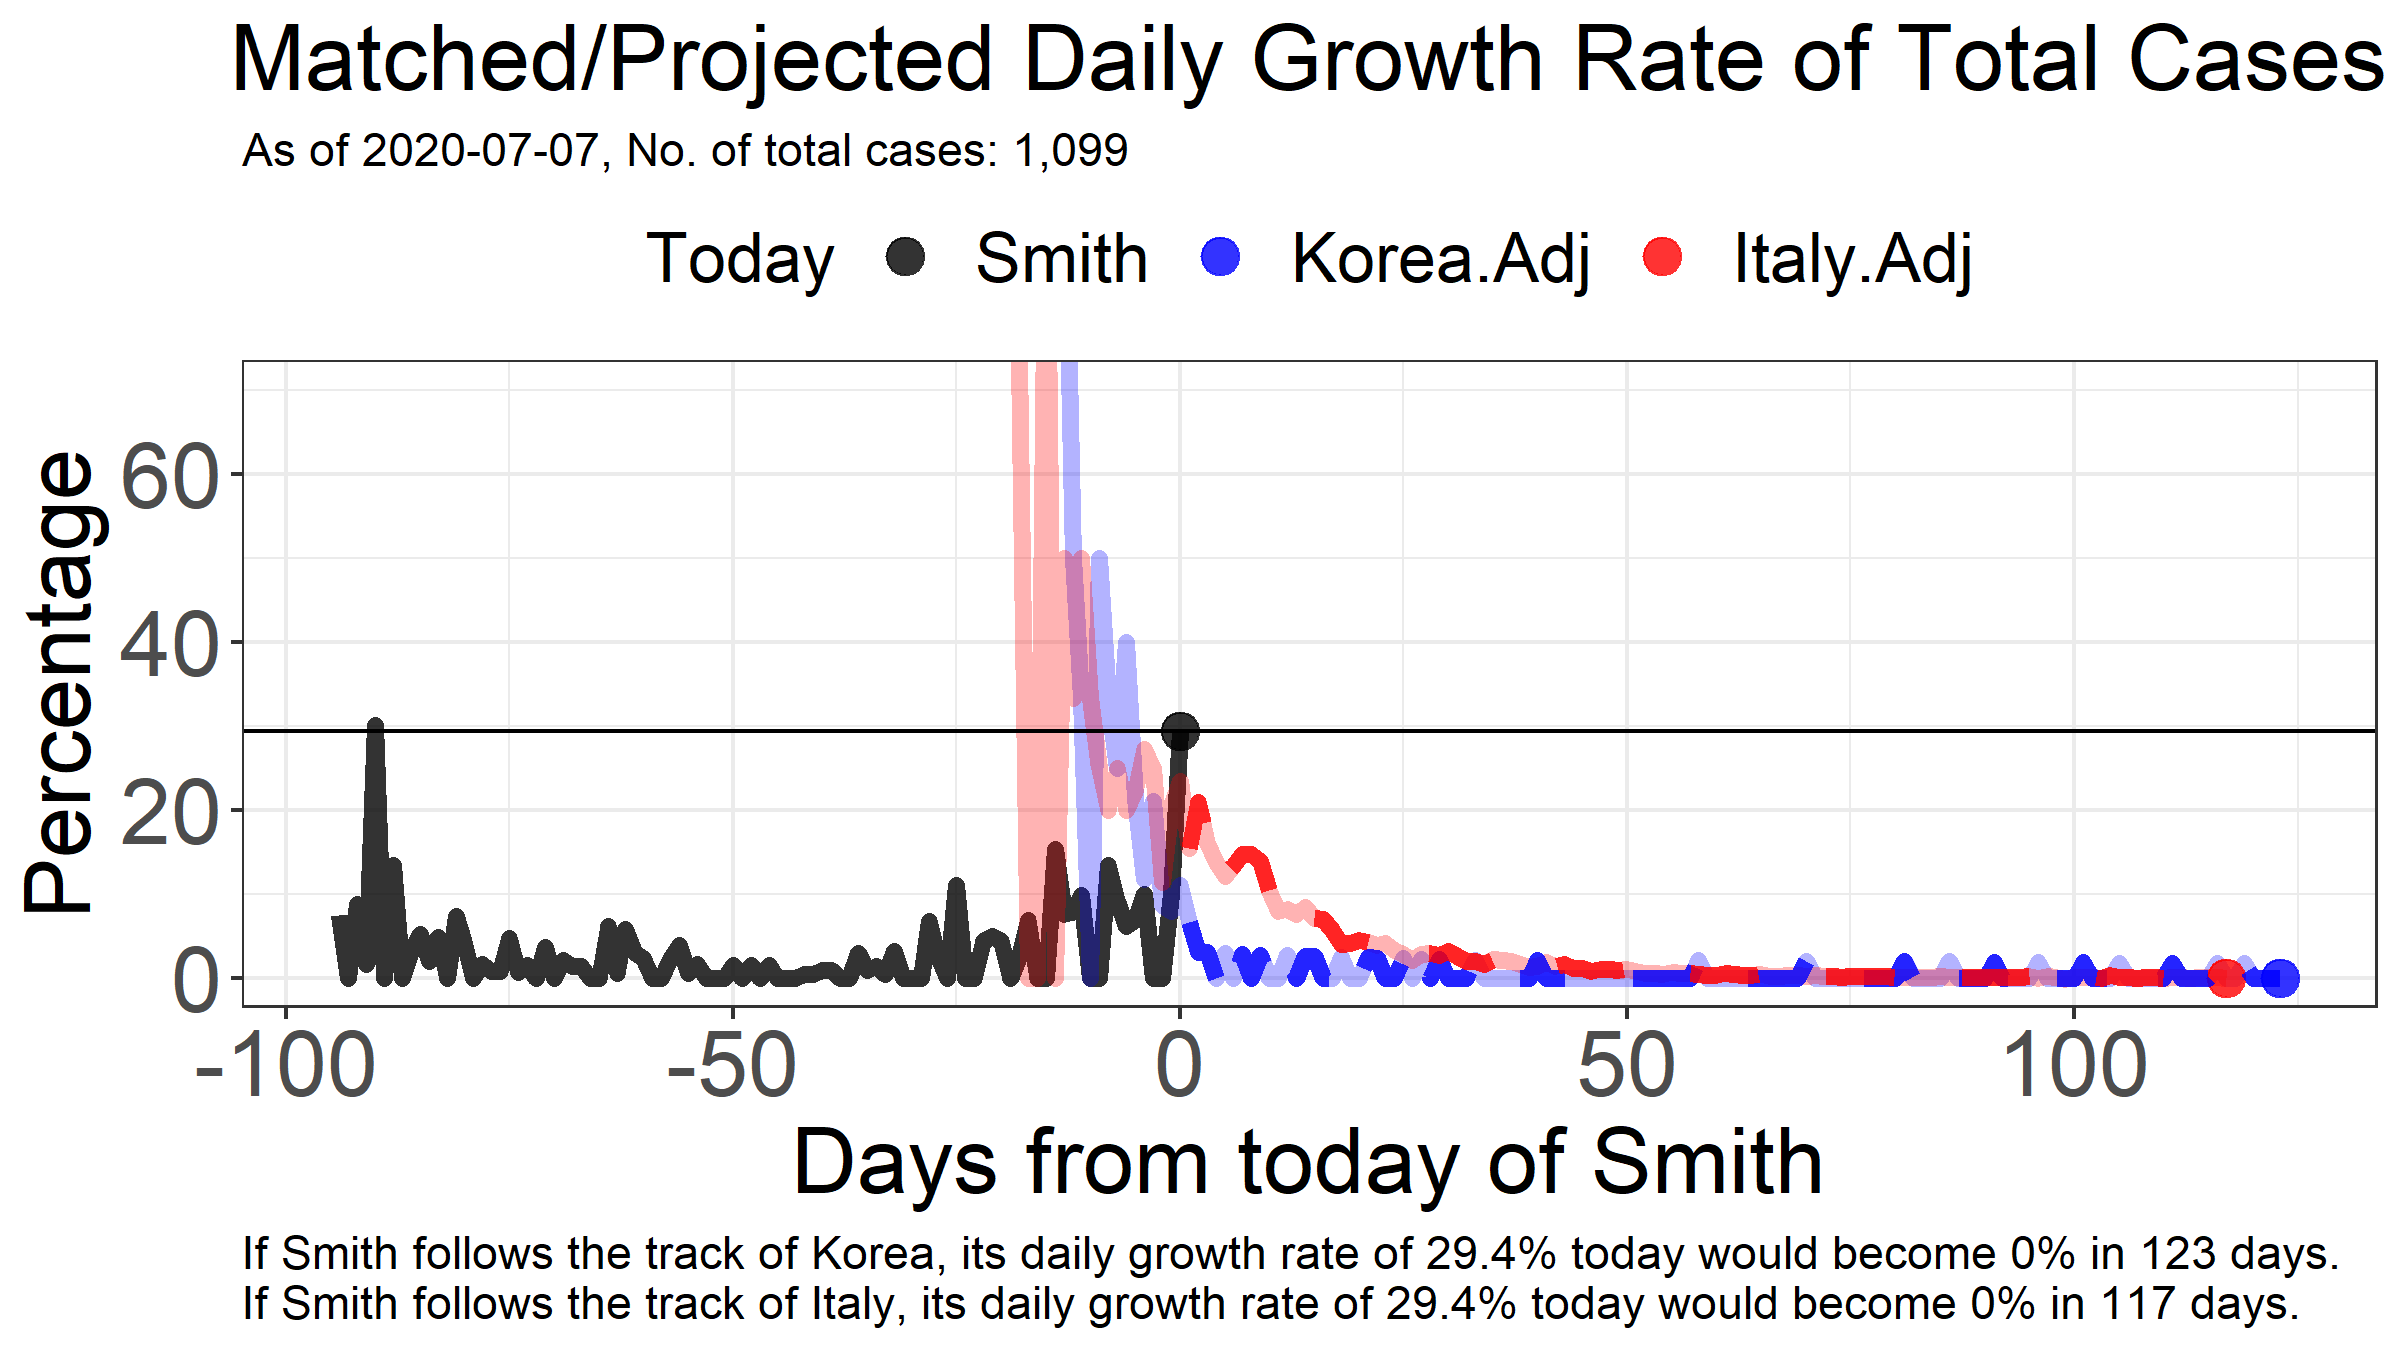 Matched/Projected Daily Growth Rate of Total Cases
As of 2020-07-07, No. of total cases: 1,099
Today Smith Korea.Adj Italy.Adj
Percentage
60
40
20
0
-100 -50 0 50 100
Days from today of Smith
If Smith follows the track of Korea, its daily growth rate of 29.4% today would become 0% in 123 days.
If Smith follows the track of Italy, its daily growth rate of 29.4% today would become 0% in 117 days.